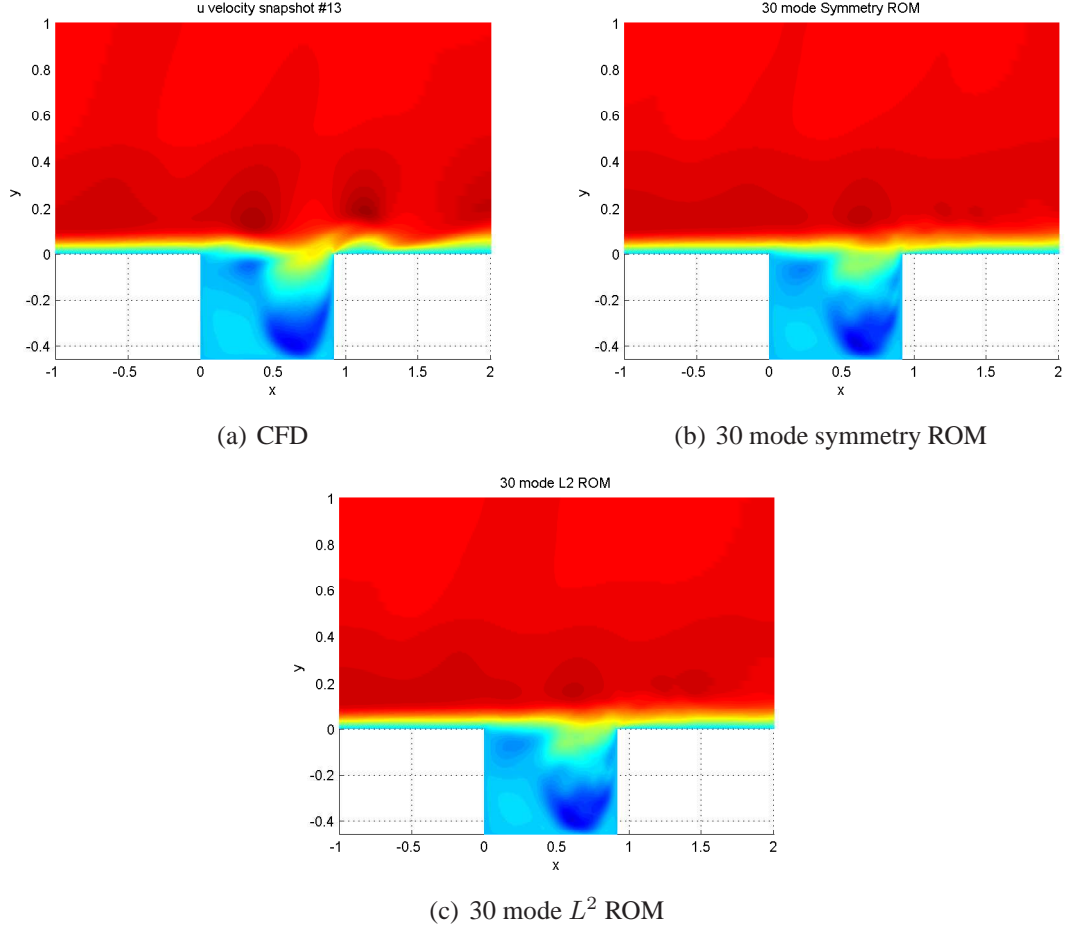 u velocity snapshot #13
1
0.8
0.6
0.4
0.2
0
-0.2
-0.4
y
-1 -0.5 0 0.5 1 1.5 2
x
(a) CFD
30 mode Symmetry ROM
1
0.8
0.6
0.4
0.2
0
-0.2
-0.4
y
-1 -0.5 0 0.5 1 1.5 2
x
(b) 30 mode symmetry ROM
30 mode L2 ROM
1
0.8
0.6
0.4
0.2
0
-0.2
-0.4
y
-1 -0.5 0 0.5 1 1.5 2
x
(c) 30 mode L² ROM